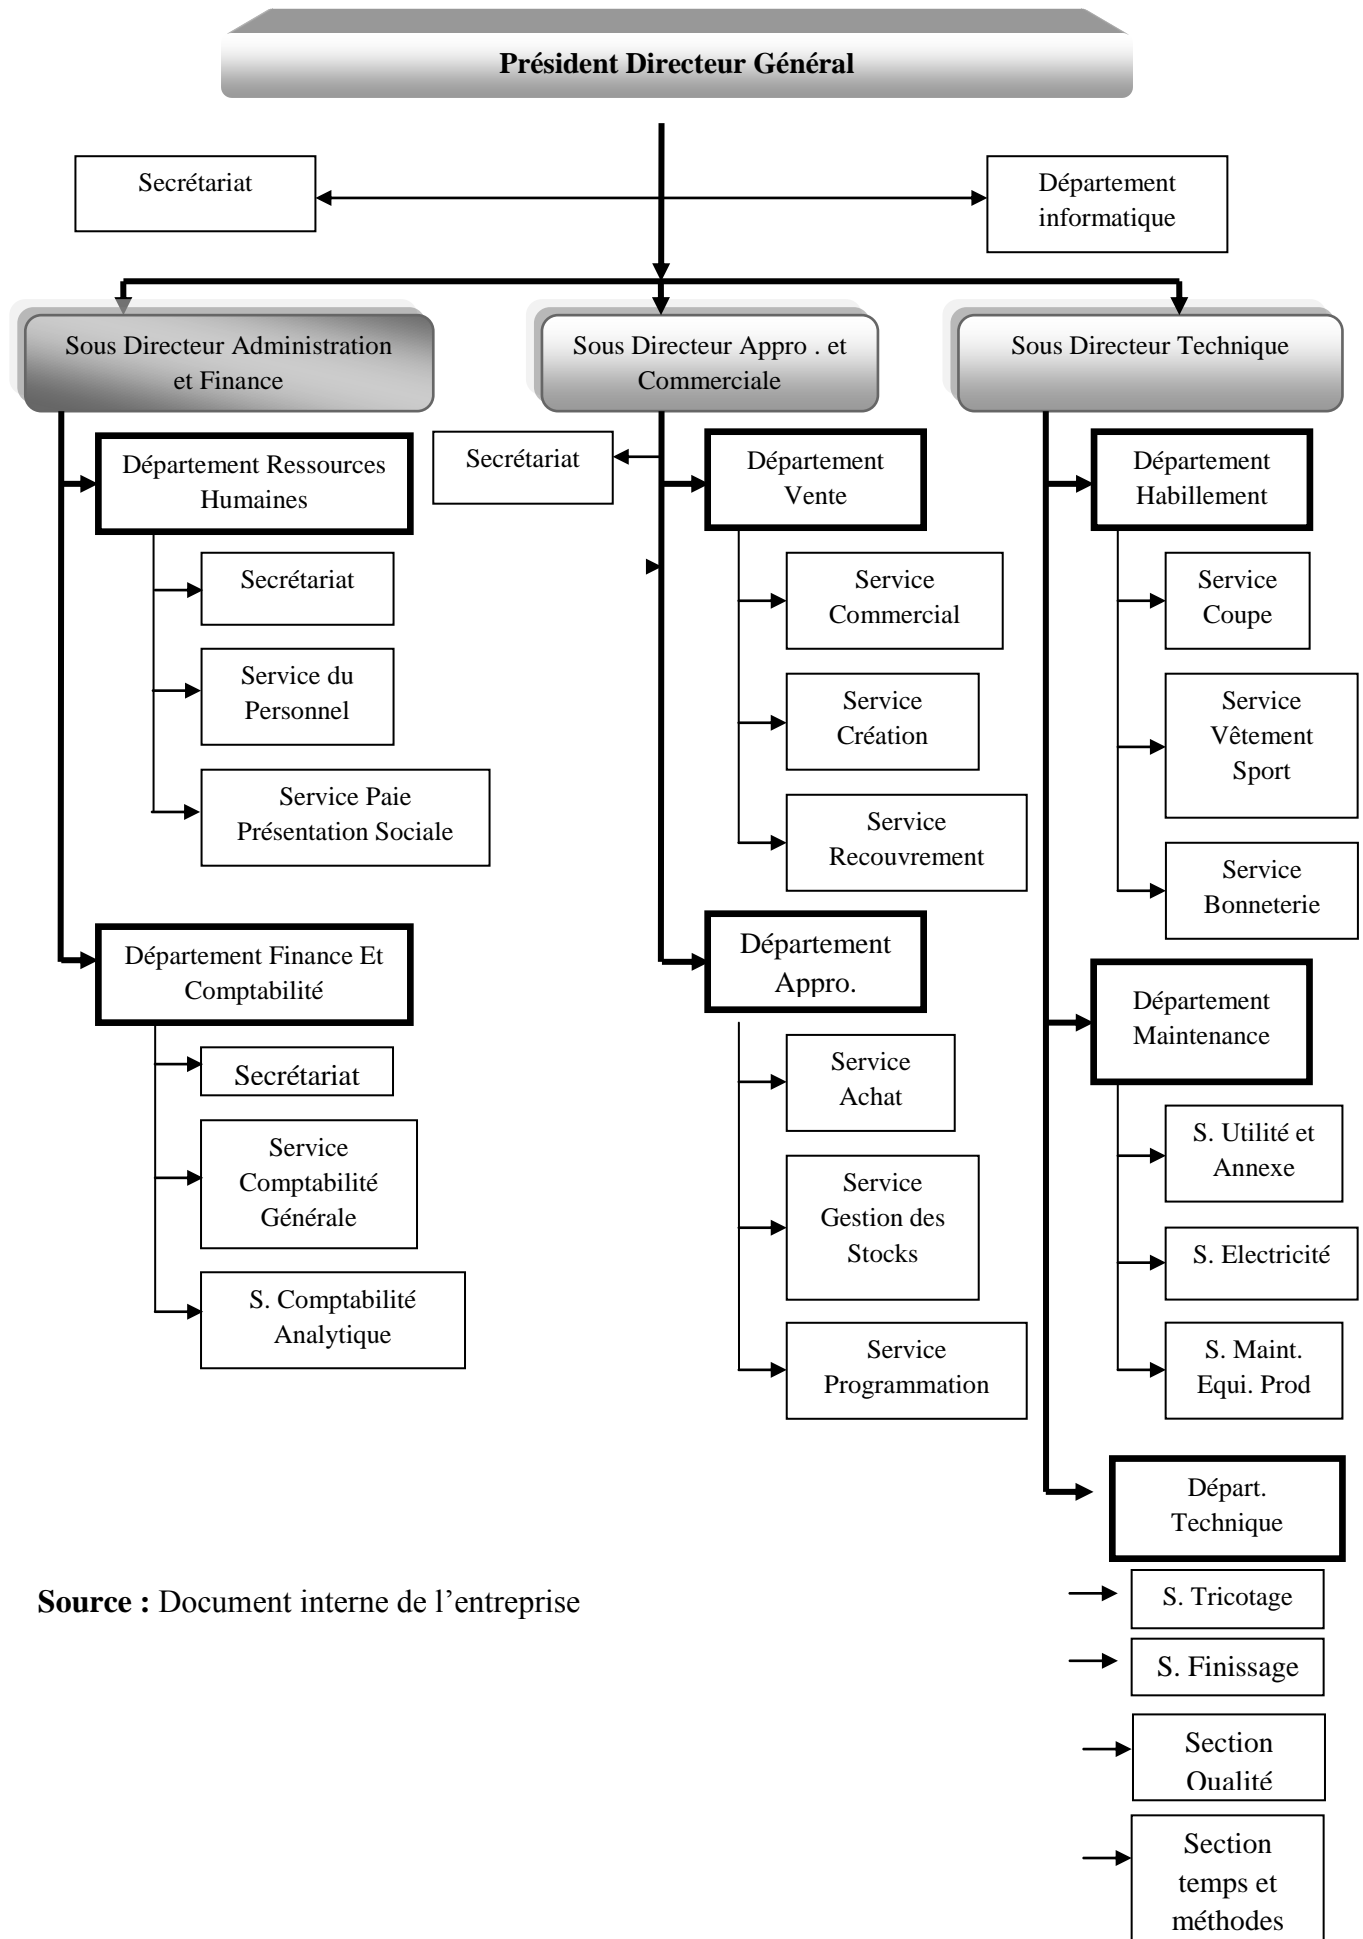 Président Directeur Général
Secrétariat
Département
informatique
Sous Directeur Administration
et Finance
Sous Directeur Appro . et
Commerciale
Sous Directeur Technique
Département Ressources
Humaines
Secrétariat
Service du
Personnel
Service Paie
Présentation Sociale
Département Finance Et
Comptabilité
Secrétariat
Service
Comptabilité
Générale
S. Comptabilité
Analytique
Secrétariat
Département
Vente
Service
Commercial
Service
Création
Service
Recouvrement
Département
Appro.
Service
Achat
Service
Gestion des
Stocks
Service
Programmation
Département
Habillement
Service
Coupe
Service
Vêtement
Sport
Service
Bonneterie
Département
Maintenance
S. Utilité et
Annexe
S. Electricité
S. Maint.
Equi. Prod
Départ.
Technique
S. Tricotage
S. Finissage
Section
Qualité
Section
temps et
méthodes
Source : Document interne de l’entreprise